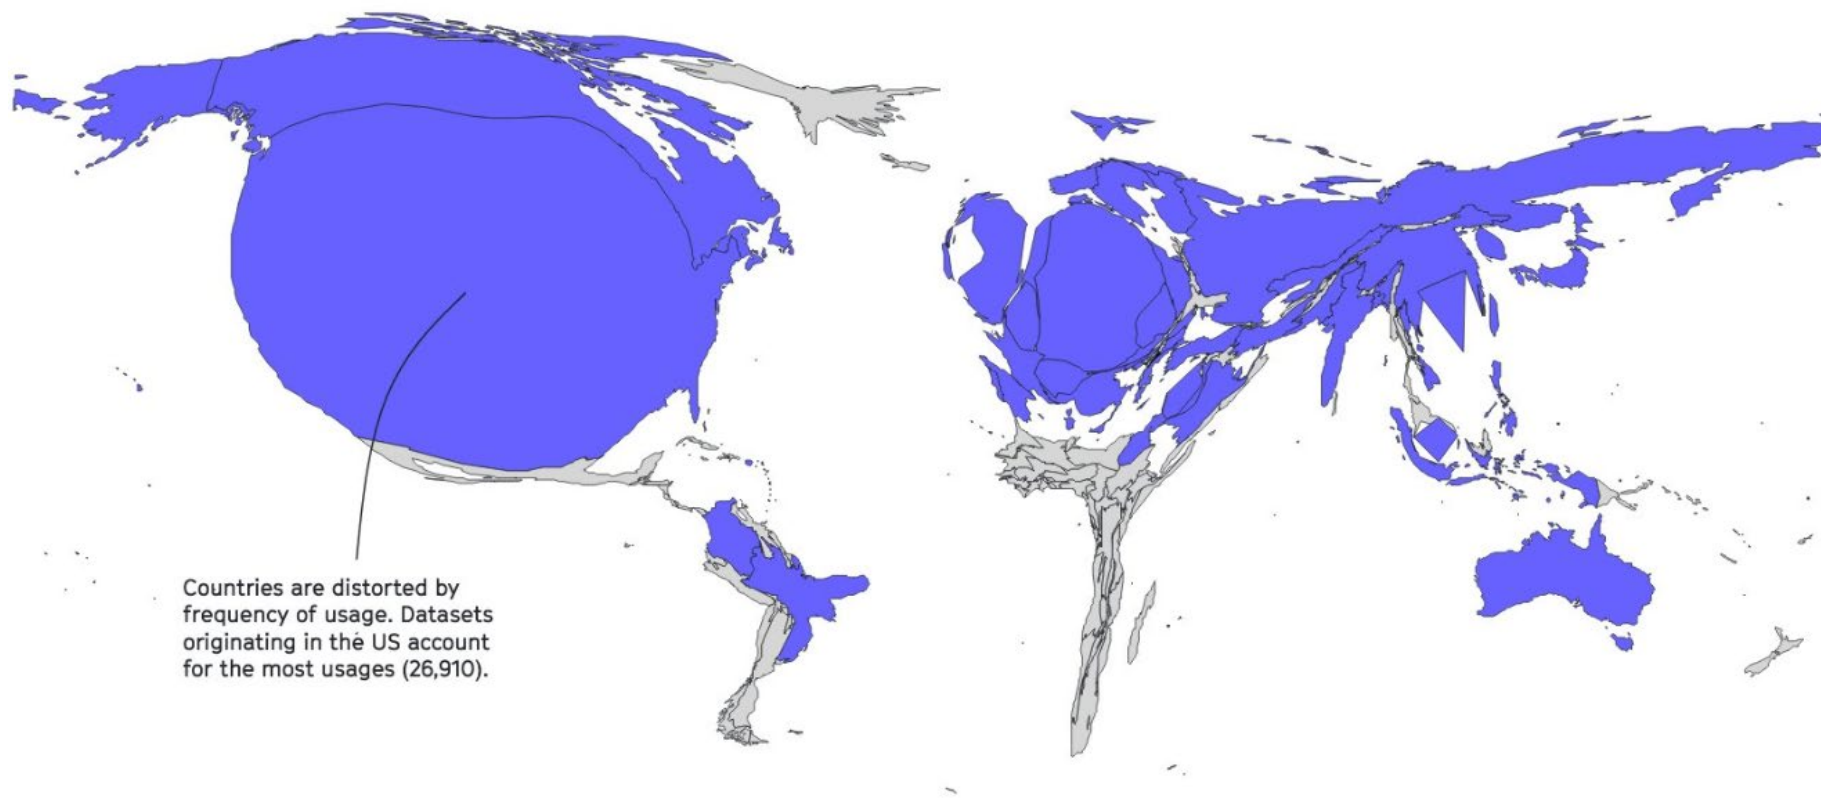 Countries are distorted by
frequency of usage. Datasets
originating in the US account
for the most usages (26,910).